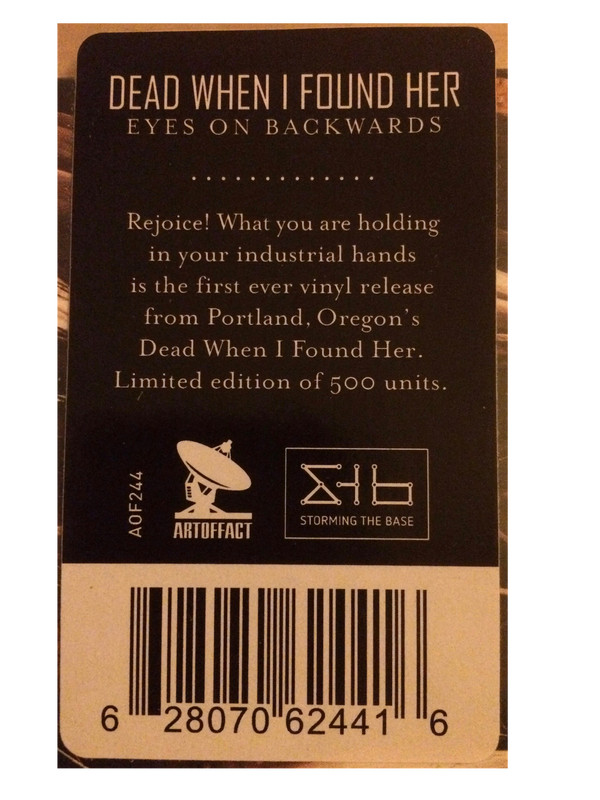 DEAD WHEN I FOUND HER
EYES ON BACKWARDS
Rejoice! What you are holding
in your industrial hands
is the first ever vinyl release
from Portland, Oregon's
Dead When I Found Her.
Limited edition of 500 units.
AOF244
ARTOFFACT
Stb
STORMING THE BASE
6 28070 62441 6